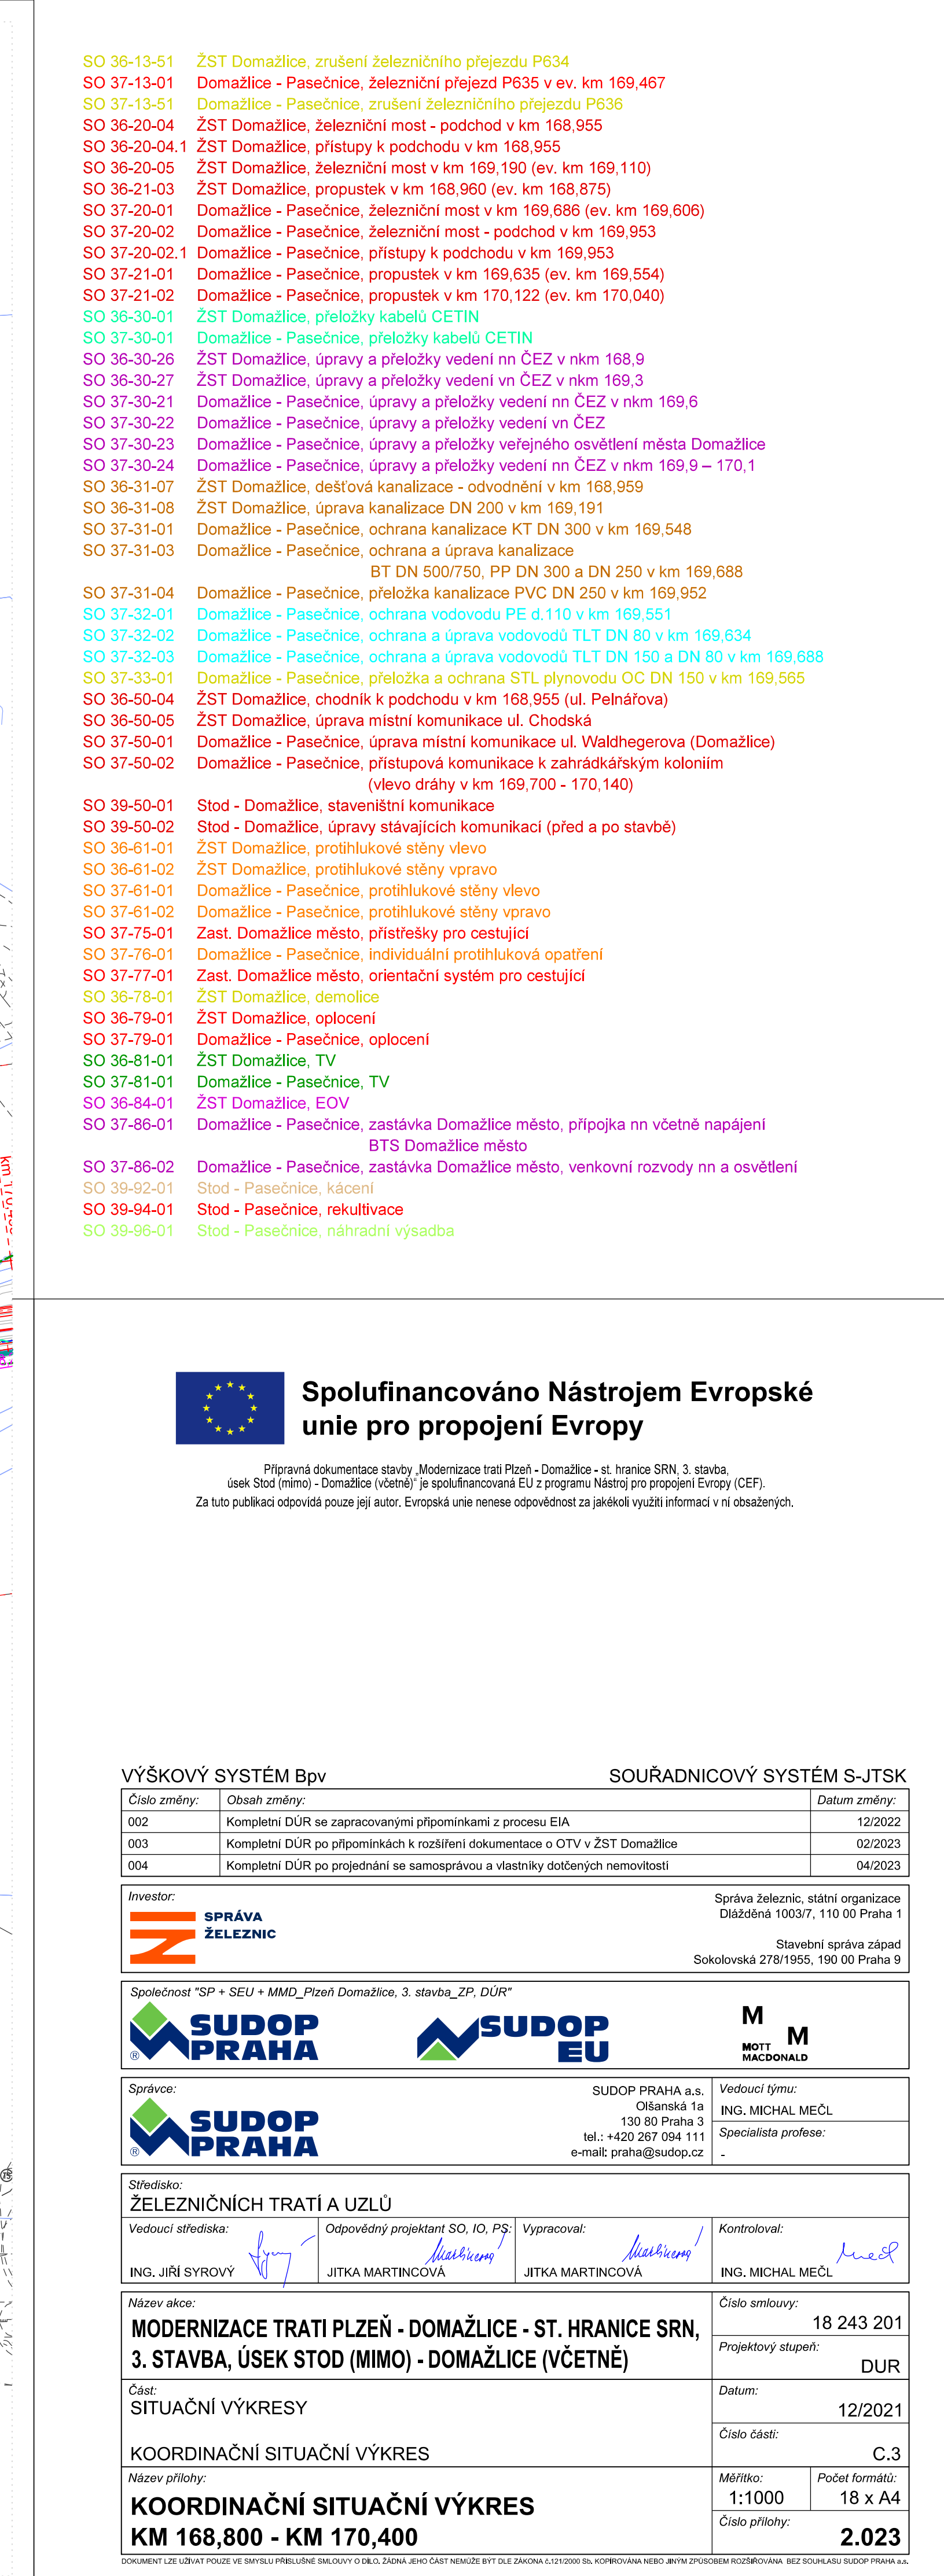 SO 36-13-51 ŽST Domažlice, zrušení železničního přejezdu P634
SO 37-13-01 Domažlice - Pasečnice, železniční přejezd P635 v ev. km 169,467
SO 37-13-51 Domažlice - Pasečnice, zrušení železničního přejezdu P636
SO 36-20-04 ŽST Domažlice, železniční most - podchod v km 168,955
SO 36-20-04.1 ŽST Domažlice, přístupy k podchodu v km 168,955
SO 36-20-05 ŽST Domažlice, železniční most v km 169,190 (ev. km 169,110)
SO 36-21-03 ŽST Domažlice, propustek v km 168,960 (ev. km 168,875)
SO 37-20-01 Domažlice - Pasečnice, železniční most v km 169,686 (ev. km 169,606)
SO 37-20-02 Domažlice - Pasečnice, železniční most - podchod v km 169,953
SO 37-20-02.1 Domažlice - Pasečnice, přístupy k podchodu v km 169,953
SO 37-21-01 Domažlice - Pasečnice, propustek v km 169,635 (ev. km 169,554)
SO 37-21-02 Domažlice - Pasečnice, propustek v km 170,122 (ev. km 170,040)
SO 36-30-01 ŽST Domažlice, přeložky kabelů CETIN
SO 37-30-01 Domažlice - Pasečnice, přeložky kabelů CETIN
SO 36-30-26 ŽST Domažlice, úpravy a přeložky vedení nn ČEZ v nkm 168,9
SO 36-30-27 ŽST Domažlice, úpravy a přeložky vedení vn ČEZ v nkm 169,3
SO 37-30-21 Domažlice - Pasečnice, úpravy a přeložky vedení nn ČEZ v nkm 169,6
SO 37-30-22 Domažlice - Pasečnice, úpravy a přeložky vedení vn ČEZ
SO 37-30-23 Domažlice - Pasečnice, úpravy a přeložky veřejného osvětlení města Domažlice
SO 37-30-24 Domažlice - Pasečnice, úpravy a přeložky vedení nn ČEZ v nkm 169,9 – 170,1
SO 36-31-07 ŽST Domažlice, dešťová kanalizace - odvodnění v km 168,959
SO 36-31-08 ŽST Domažlice, úprava kanalizace DN 200 v km 169,191
SO 37-31-01 Domažlice - Pasečnice, ochrana kanalizace KT DN 300 v km 169,548
SO 37-31-03 Domažlice - Pasečnice, ochrana a úprava kanalizace
BT DN 500/750, PP DN 300 a DN 250 v km 169,688
SO 37-31-04 Domažlice - Pasečnice, přeložka kanalizace PVC DN 250 v km 169,952
SO 37-32-01 Domažlice - Pasečnice, ochrana vodovodu PE d.110 v km 169,551
SO 37-32-02 Domažlice - Pasečnice, ochrana a úprava vodovodů TLT DN 80 v km 169,634
SO 37-32-03 Domažlice - Pasečnice, ochrana a úprava vodovodů TLT DN 150 a DN 80 v km 169,688
SO 37-33-01 Domažlice - Pasečnice, přeložka a ochrana STL plynovodu OC DN 150 v km 169,565
SO 36-50-04 ŽST Domažlice, chodník k podchodu v km 168,955 (ul. Pelnářova)
SO 36-50-05 ŽST Domažlice, úprava místní komunikace ul. Chodská
SO 37-50-01 Domažlice - Pasečnice, úprava místní komunikace ul. Waldhegerova (Domažlice)
SO 37-50-02 Domažlice - Pasečnice, přístupová komunikace k zahrádkářským koloniím
(vlevo dráhy v km 169,700 - 170,140)
SO 39-50-01 Stod - Domažlice, staveništní komunikace
SO 39-50-02 Stod - Domažlice, úpravy stávajících komunikací (před a po stavbě)
SO 36-61-01 ŽST Domažlice, protihlukové stěny vlevo
SO 36-61-02 ŽST Domažlice, protihlukové stěny vpravo
SO 37-61-01 Domažlice - Pasečnice, protihlukové stěny vlevo
SO 37-61-02 Domažlice - Pasečnice, protihlukové stěny vpravo
SO 37-75-01 Zast. Domažlice město, přístřešky pro cestující
SO 37-76-01 Domažlice - Pasečnice, individuální protihluková opatření
SO 37-77-01 Zast. Domažlice město, orientační systém pro cestující
SO 36-78-01 ŽST Domažlice, demolice
SO 36-79-01 ŽST Domažlice, oplocení
SO 37-79-01 Domažlice - Pasečnice, oplocení
SO 36-81-01 ŽST Domažlice, TV
SO 37-81-01 Domažlice - Pasečnice, TV
SO 36-84-01 ŽST Domažlice, EOV
SO 37-86-01 Domažlice - Pasečnice, zastávka Domažlice město, přípojka nn včetně napájení
BTS Domažlice město
SO 37-86-02 Domažlice - Pasečnice, zastávka Domažlice město, venkovní rozvody nn a osvětlení
SO 39-92-01 Stod - Pasečnice, kácení
SO 39-94-01 Stod - Pasečnice, rekultivace
SO 39-96-01 Stod - Pasečnice, náhradní výsadba
Spolufinancováno Nástrojem Evropské
unie pro propojení Evropy
Přípravná dokumentace stavby „Modernizace trati Plzeň - Domažlice - st. hranice SRN, 3. stavba,
úsek Stod (mimo) - Domažlice (včetně)“ je spolufinancovaná EU z programu Nástroj pro propojení Evropy (CEF).
Za tuto publikaci odpovídá pouze její autor. Evropská unie nenese odpovědnost za jakékoli využití informací v ní obsažených.
VÝŠKOVÝ SYSTÉM Bpv SOUŘADNICOVÝ SYSTÉM S-JTSK
Číslo změny: Obsah změny: Datum změny:
002 Kompletní DÚR se zapracovanými připomínkami z procesu EIA 12/2022
003 Kompletní DÚR po připomínkách k rozšíření dokumentace o OTV v ŽST Domažlice 02/2023
004 Kompletní DÚR po projednání se samosprávou a vlastníky dotčených nemovitostí 04/2023
Investor:
SPRÁVA
ŽELEZNIC
Správa železnic, státní organizace
Dlážděná 1003/7, 110 00 Praha 1
Stavební správa západ
Sokolovská 278/1955, 190 00 Praha 9
Společnost "SP + SEU + MMD_Plzeň Domažlice, 3. stavba_ZP, DÚR"
SUDOP
PRAHA
®
SUDOP
EU
M
M
MOTT
MACDONALD
Správce:
SUDOP
PRAHA
®
SUDOP PRAHA a.s.
Olšanská 1a
130 80 Praha 3
tel.: +420 267 094 111
e-mail: praha@sudop.cz
Vedoucí týmu:
ING. MICHAL MEČL
Specialista profese:
-
Středisko:
ŽELEZNIČNÍCH TRATÍ A UZLŮ
Vedoucí střediska: Odpovědný projektant SO, IO, PS: Vypracoval: Kontroloval:
ING. JIŘÍ SYROVÝ JITKA MARTINCOVÁ JITKA MARTINCOVÁ ING. MICHAL MEČL
Název akce:
MODERNIZACE TRATI PLZEŇ - DOMAŽLICE - ST. HRANICE SRN,
3. STAVBA, ÚSEK STOD (MIMO) - DOMAŽLICE (VČETNĚ)
Číslo smlouvy:
18 243 201
Projektový stupeň:
DUR
Část:
SITUAČNÍ VÝKRESY
KOORDINAČNÍ SITUAČNÍ VÝKRES
Datum:
12/2021
Číslo části:
C.3
Název přílohy:
KOORDINAČNÍ SITUAČNÍ VÝKRES
KM 168,800 - KM 170,400
Měřítko: Počet formátů:
1:1000 18 x A4
Číslo přílohy:
2.023
DOKUMENT LZE UŽÍVAT POUZE VE SMYSLU PŘÍSLUŠNÉ SMLOUVY O DÍLO, ŽÁDNÁ JEHO ČÁST NEMŮŽE BÝT DLE ZÁKONA č.121/2000 Sb. KOPÍROVÁNA NEBO JINÝM ZPŮSOBEM ROZŠIŘOVÁNA BEZ SOUHLASU SUDOP PRAHA a.s.